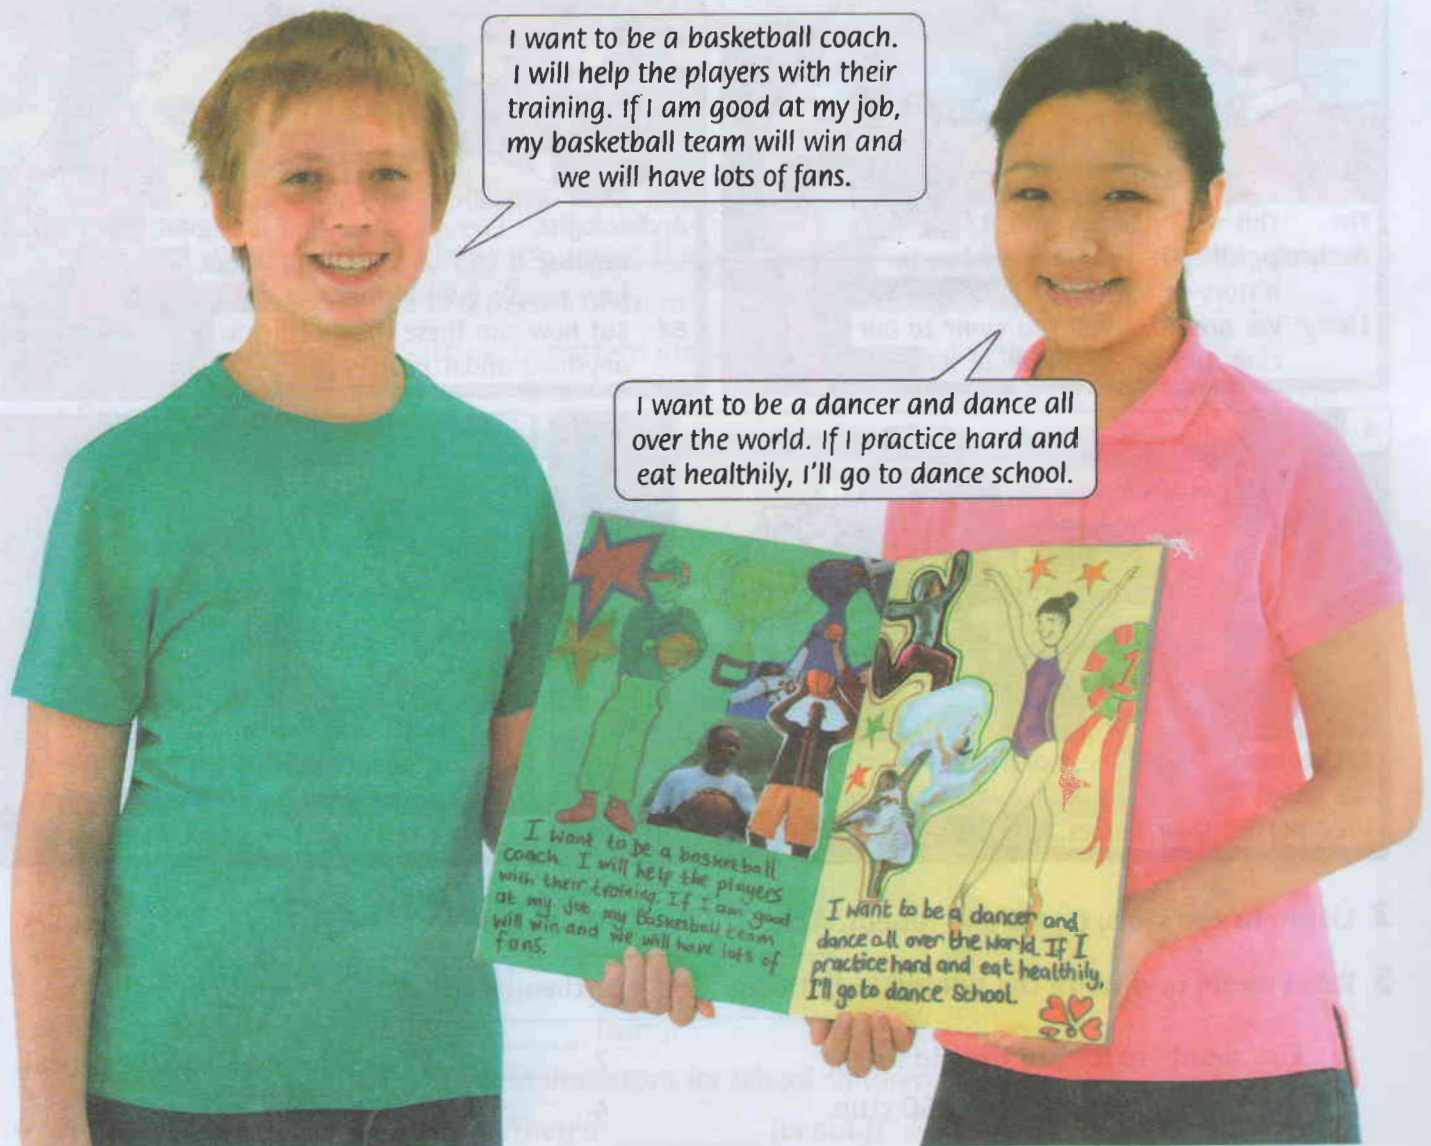 I want to be a basketball coach.
I will help the players with their
training. If I am good at my job,
my basketball team will win and
we will have lots of fans.
I want to be a dancer and dance all
over the world. If I practice hard and
eat healthily, I'll go to dance school.
I want to be a basketball
coach. I will help the players
with their training. If I am good
at my job my basketball team
will win and we will have lots of
fans.
I want to be a dancer and
dance all over the world. If I
practice hard and eat healthily,
I'll go to dance school.